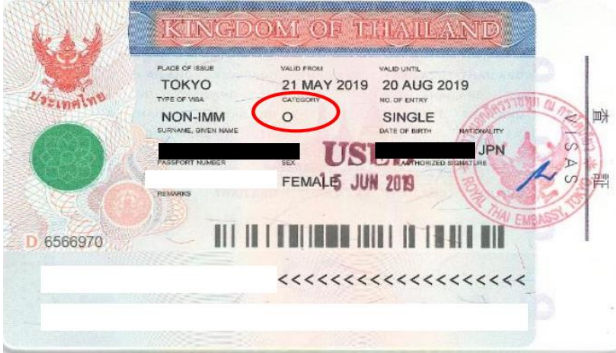 KINGDOM OF THAILAND
PLACE OF ISSUE VALID FROM VALID UNTIL
TOKYO 21 MAY 2019 20 AUG 2019
TYPE OF VISA CATEGORY NO. OF ENTRY
NON-IMM O SINGLE
SURNAME, GIVEN NAME DATE OF BIRTH NATIONALITY
JPN
PASSPORT NUMBER SEX AUTHORIZED SIGNATURE
FEMALE
15 JUN 2019
REMARKS
ประเทศไทย
D 6566970
<<<<<<<<<<<<<<<<<<<
ROYAL THAI EMBASSY, TOKYO
査証
VISAS